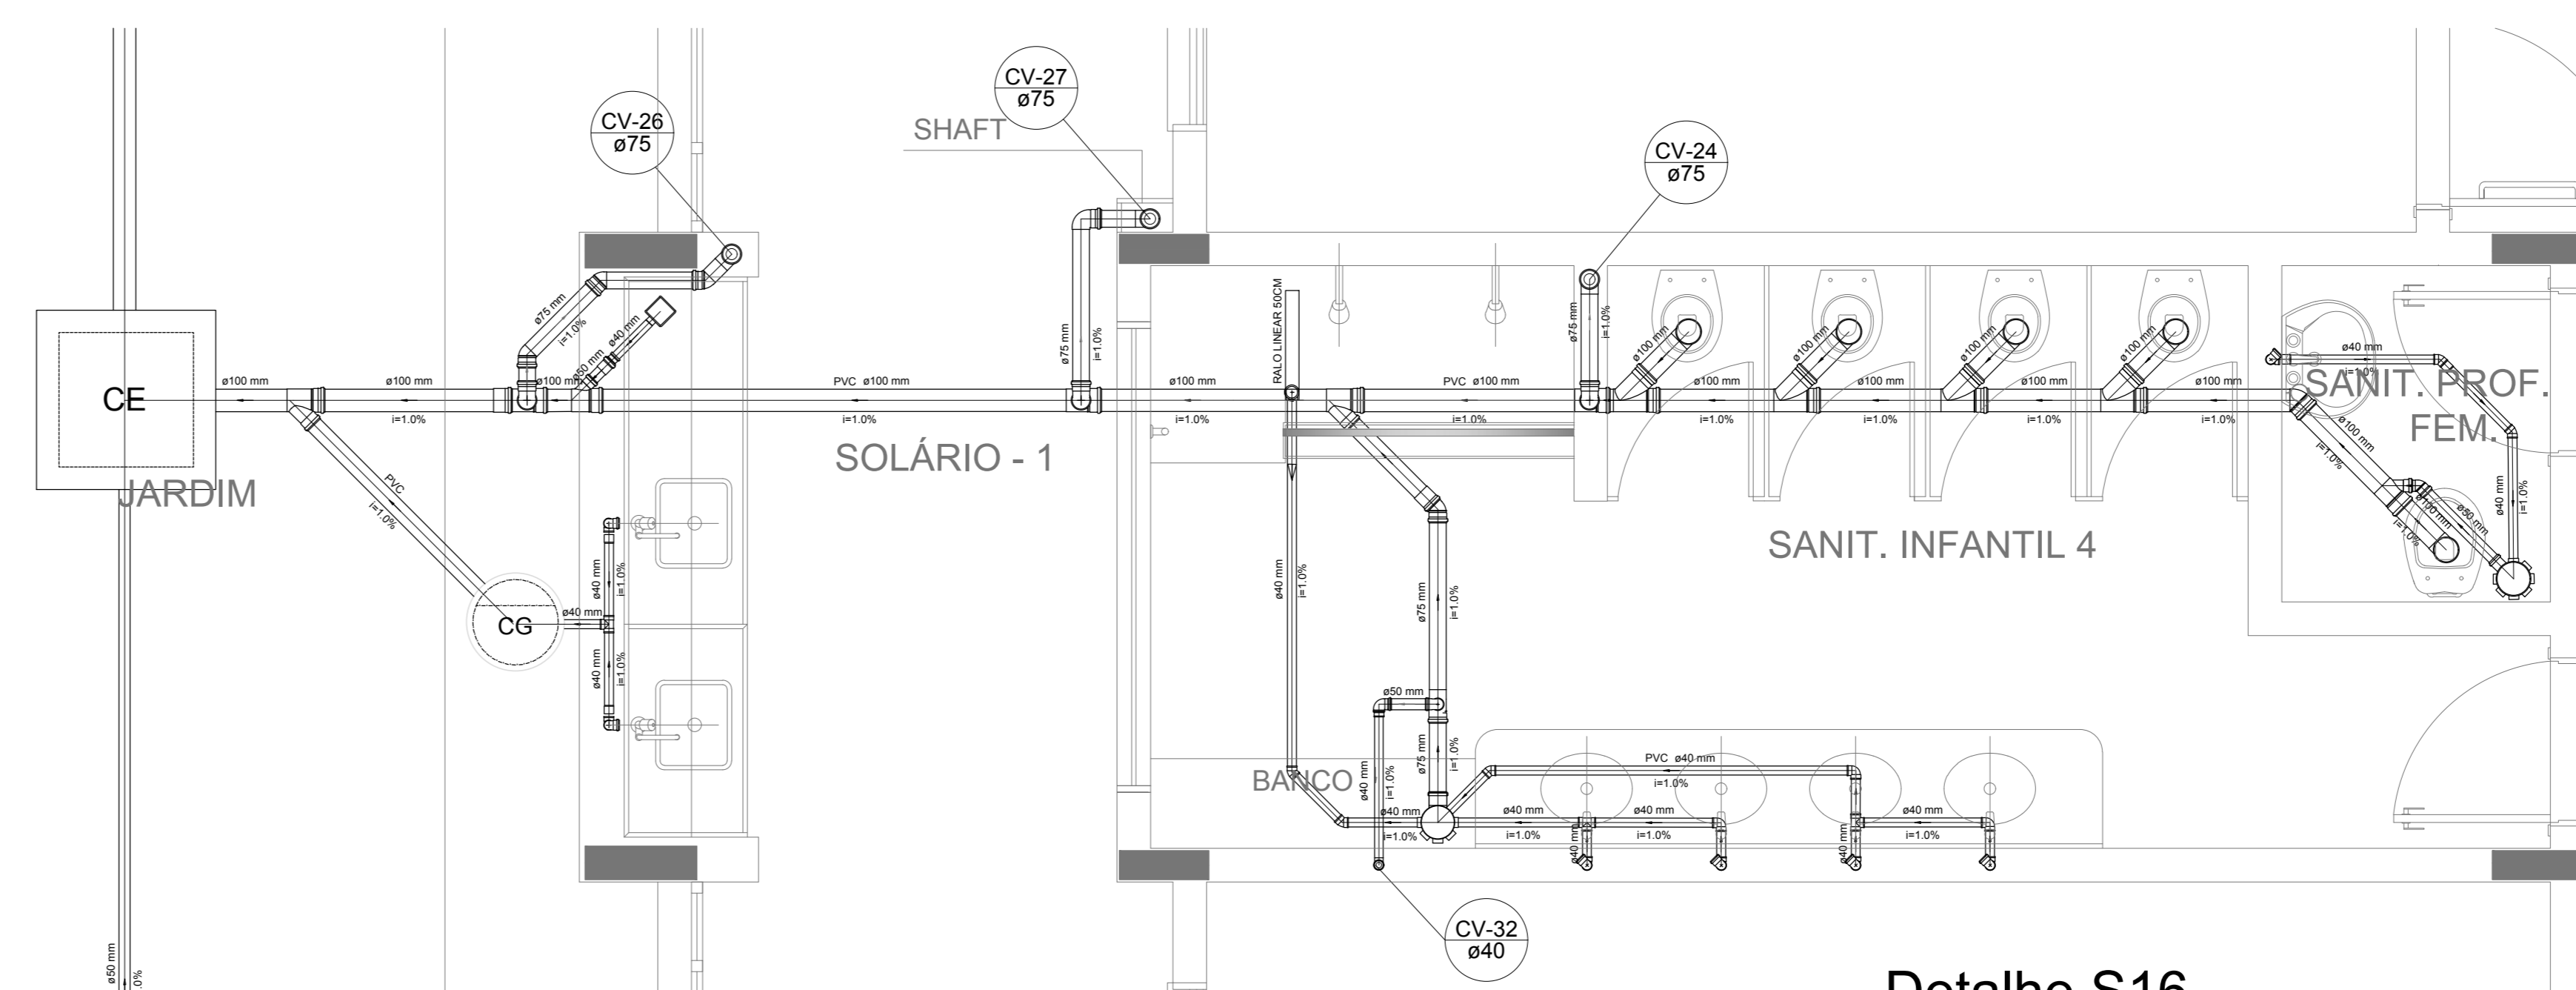 CV-27
ø75
CV-26
ø75
SHAFT
CV-24
ø75
RALO LINEAR 50CM
ø75 mm
i=1.0%
ø50 mm
ø40 mm
ø75 mm
i=1.0%
ø75 mm
i=1.0%
ø100 mm
ø100 mm
ø100 mm
ø100 mm
ø40 mm
i=1.0%
CE
ø100 mm
ø100 mm
i=1.0%
ø100 mm
PVC ø100 mm
i=1.0%
ø100 mm
i=1.0%
PVC ø100 mm
i=1.0%
ø100 mm
i=1.0%
ø100 mm
i=1.0%
ø100 mm
i=1.0%
ø100 mm
i=1.0%
SANIT. PROF.
FEM.
ø100 mm
i=1.0%
JARDIM
SOLÁRIO - 1
PVC
i=1.0%
SANIT. INFANTIL 4
ø100 mm
i=1.0%
ø50 mm
ø40 mm
i=1.0%
ø40 mm
i=1.0%
ø40 mm
CG
ø40 mm
i=1.0%
ø40 mm
i=1.0%
ø75 mm
i=1.0%
ø50 mm
ø75 mm
i=1.0%
ø40 mm
i=1.0%
BANCO
PVC ø40 mm
i=1.0%
ø40 mm
i=1.0%
ø40 mm
i=1.0%
ø40 mm
i=1.0%
ø40 mm
i=1.0%
ø40 mm
ø40 mm
CV-32
ø40
ø50 mm
.0%
Detalhe S16